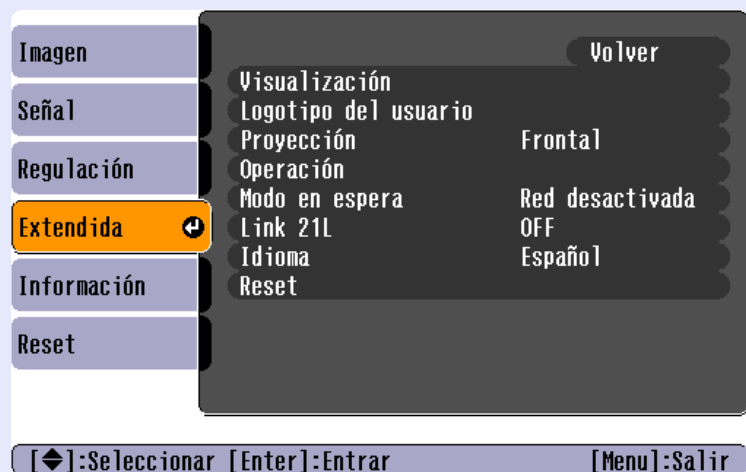 Imagen
Señal
Regulación
Extendida
Información
Reset
Volver
Visualización
Logotipo del usuario
Proyección Frontal
Operación
Modo en espera Red desactivada
Link 21L OFF
Idioma Español
Reset
[◆]:Seleccionar [Enter]:Entrar [Menu]:Salir